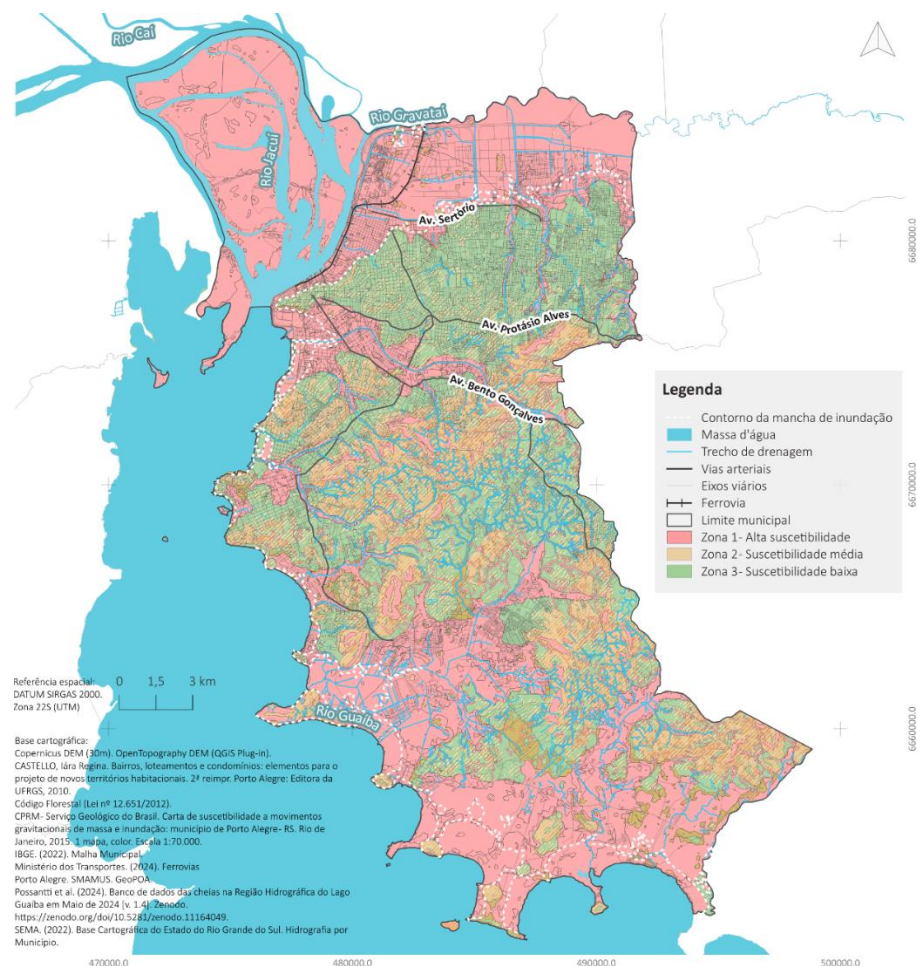 Rio Caí
Rio Gravataí
Rio Jacuí
Av. Sertório
6680000.0
Av. Protásio Alves
Av. Bento Gonçalves
Legenda
Contorno da mancha de inundação
Massa d'água
Trecho de drenagem
Vias arteriais
Eixos viários
Ferrovia
Limite municipal
Zona 1- Alta suscetibilidade
Zona 2- Suscetibilidade média
Zona 3- Suscetibilidade baixa
6670000.0
Referência espacial:
DATUM SIRGAS 2000.
Zona 22S (UTM)
0 1,5 3 km
Rio Guaíba
6660000.0
Base cartográfica:
Copernicus DEM (30m). OpenTopography DEM (QGIS Plug-in).
CASTELLO, Iára Regina. Bairros, loteamentos e condomínios: elementos para o
projeto de novos territórios habitacionais. 2ª reimpr. Porto Alegre: Editora da
UFRGS, 2010.
Código Florestal (Lei nº 12.651/2012).
CPRM- Serviço Geológico do Brasil. Carta de suscetibilidade a movimentos
gravitacionais de massa e inundação: município de Porto Alegre- RS. Rio de
Janeiro, 2015. 1 mapa, color. Escala 1:70.000.
IBGE. (2022). Malha Municipal.
Ministério dos Transportes. (2024). Ferrovias
Porto Alegre. SMAMUS. GeoPOA
Possantti et al. (2024). Banco de dados das cheias na Região Hidrográfica do Lago
Guaíba em Maio de 2024 [v. 1.4]. Zenodo.
https://zenodo.org/doi/10.5281/zenodo.11164049.
SEMA. (2022). Base Cartográfica do Estado do Rio Grande do Sul. Hidrografia por
Município.
470000.0 480000.0 490000.0 500000.0